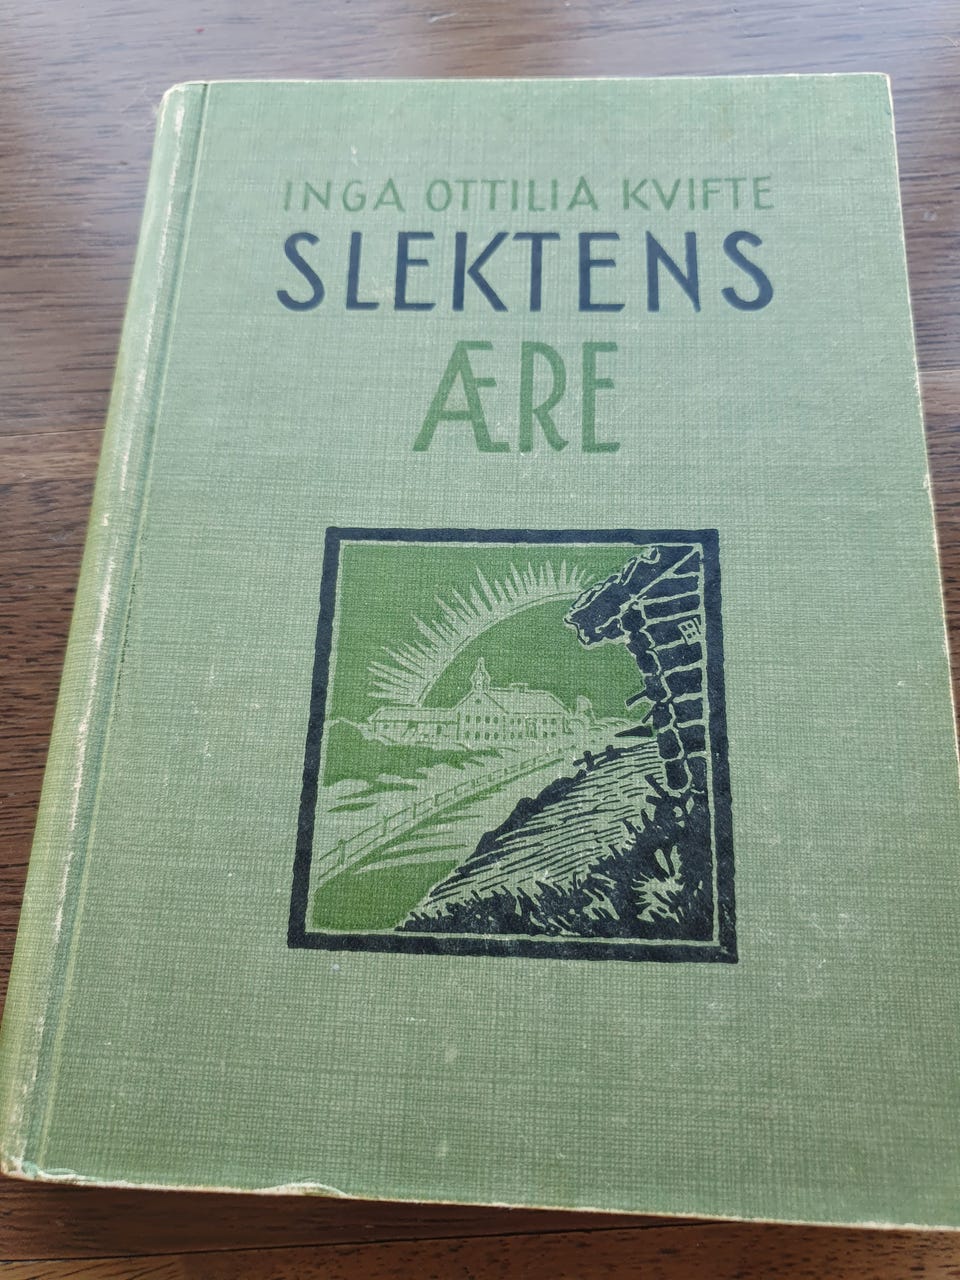 INGA OTTILIA KVIFTE
SLEKTENS
ÆRE